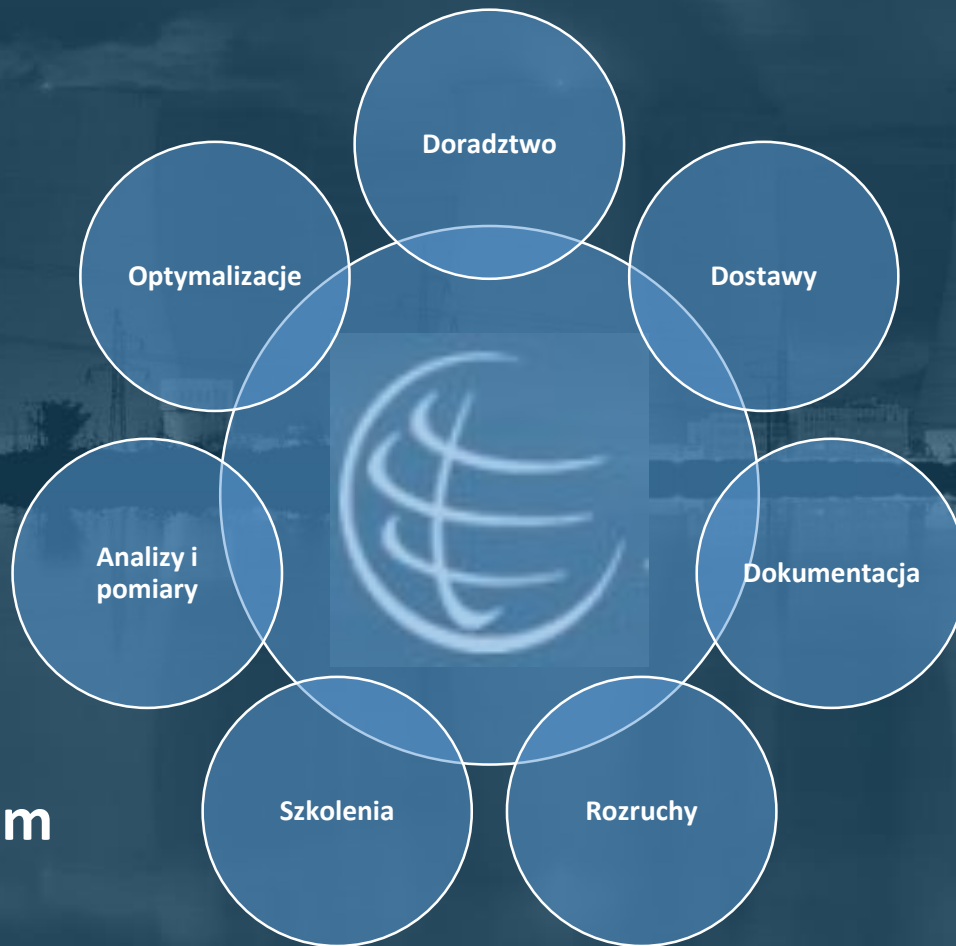 Doradztwo
Optymalizacje
Dostawy
Analizy i
pomiary
Dokumentacja
Szkolenia
Rozruchy
m